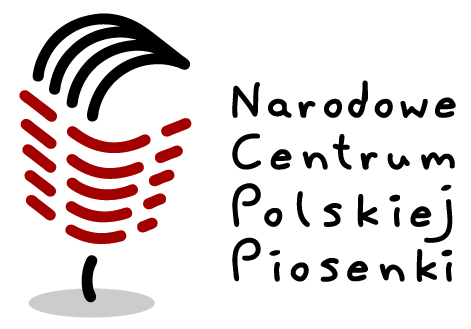 Narodowe
Centrum
Polskiej
Piosenki